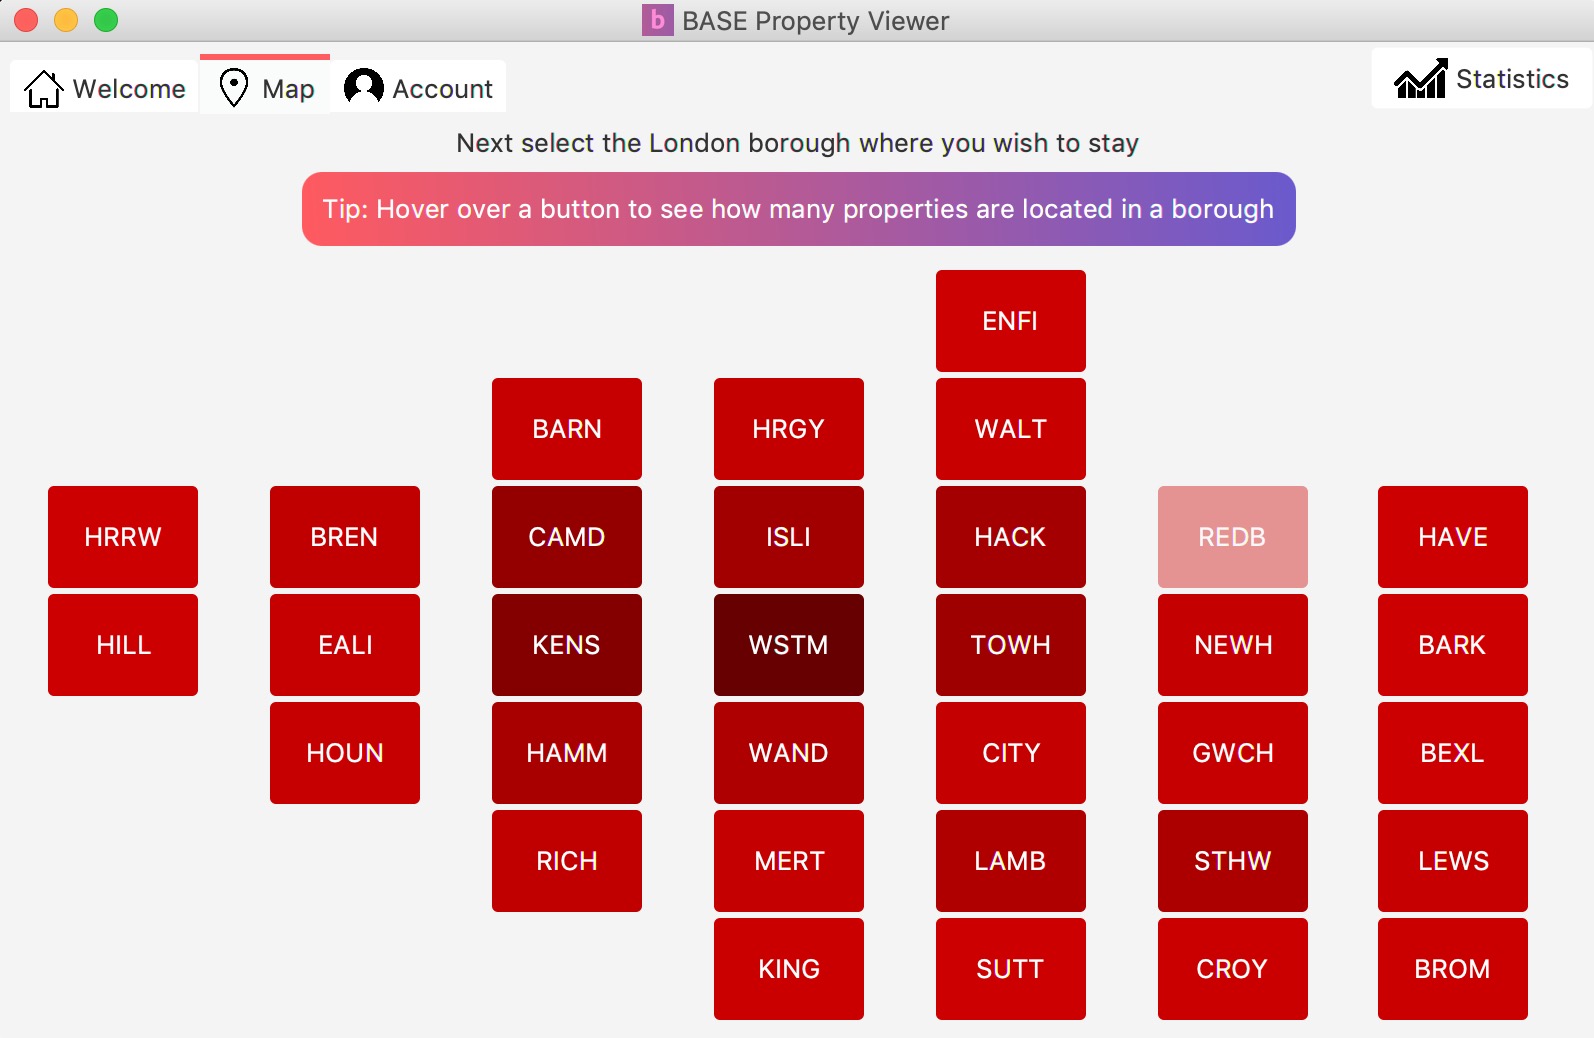 b BASE Property Viewer
Welcome Map Account Statistics
Next select the London borough where you wish to stay
Tip: Hover over a button to see how many properties are located in a borough
ENFI
BARN HRGY WALT
HRRW BREN CAMD ISLI HACK REDB HAVE
HILL EALI KENS WSTM TOWH NEWH BARK
HOUN HAMM WAND CITY GWCH BEXL
RICH MERT LAMB STHW LEWS
KING SUTT CROY BROM